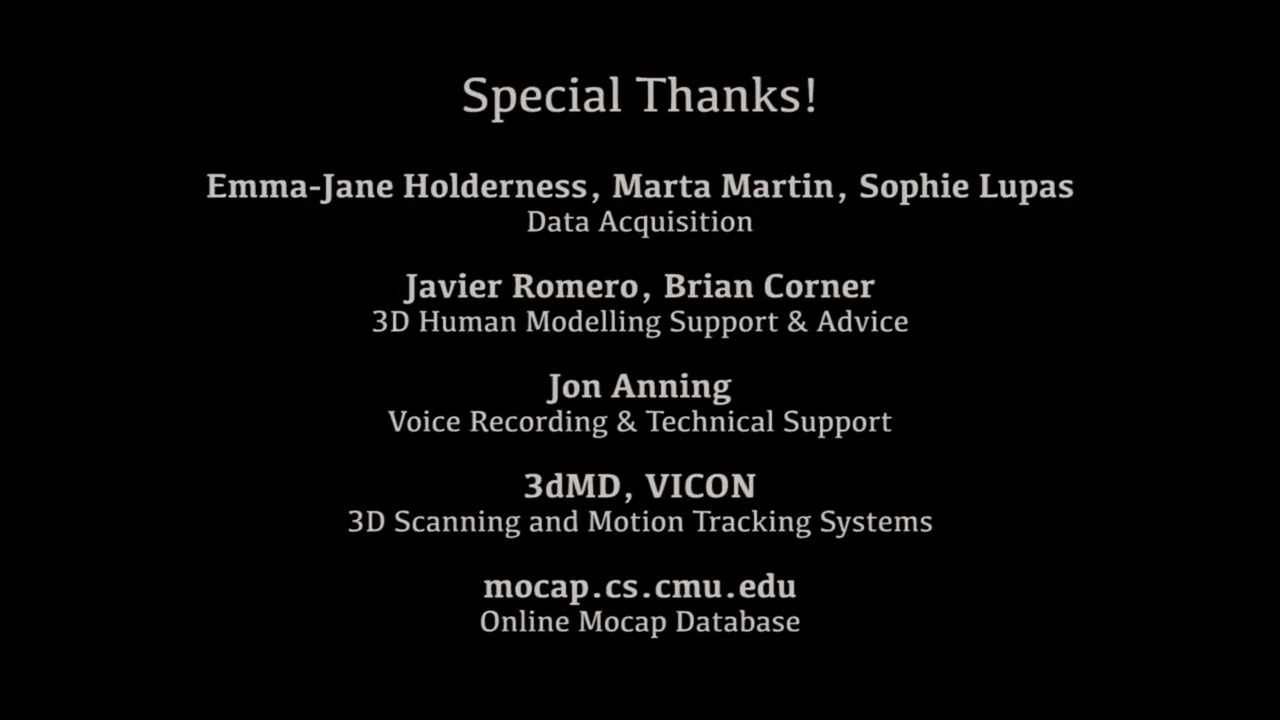 Special Thanks!
Emma-Jane Holderness, Marta Martin, Sophie Lupas
Data Acquisition
Javier Romero, Brian Corner
3D Human Modelling Support & Advice
Jon Anning
Voice Recording & Technical Support
3dMD, VICON
3D Scanning and Motion Tracking Systems
mocap.cs.cmu.edu
Online Mocap Database